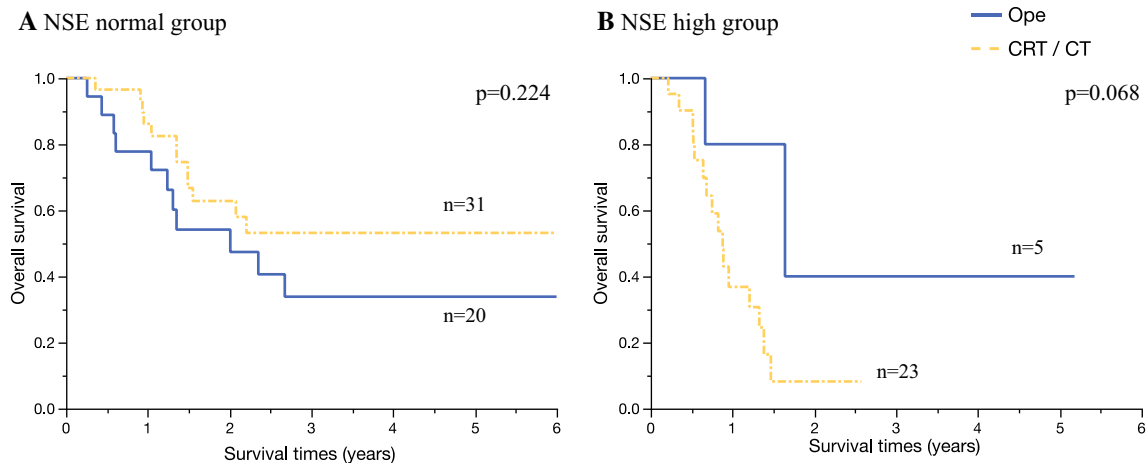 A NSE normal group
B NSE high group
Ope
CRT / CT
1.0
0.8
0.6
0.4
0.2
0.0
Overall survival
p=0.224
n=31
n=20
0 1 2 3 4 5 6
Survival times (years)
1.0
0.8
0.6
0.4
0.2
0.0
Overall survival
p=0.068
n=5
n=23
0 1 2 3 4 5 6
Survival times (years)